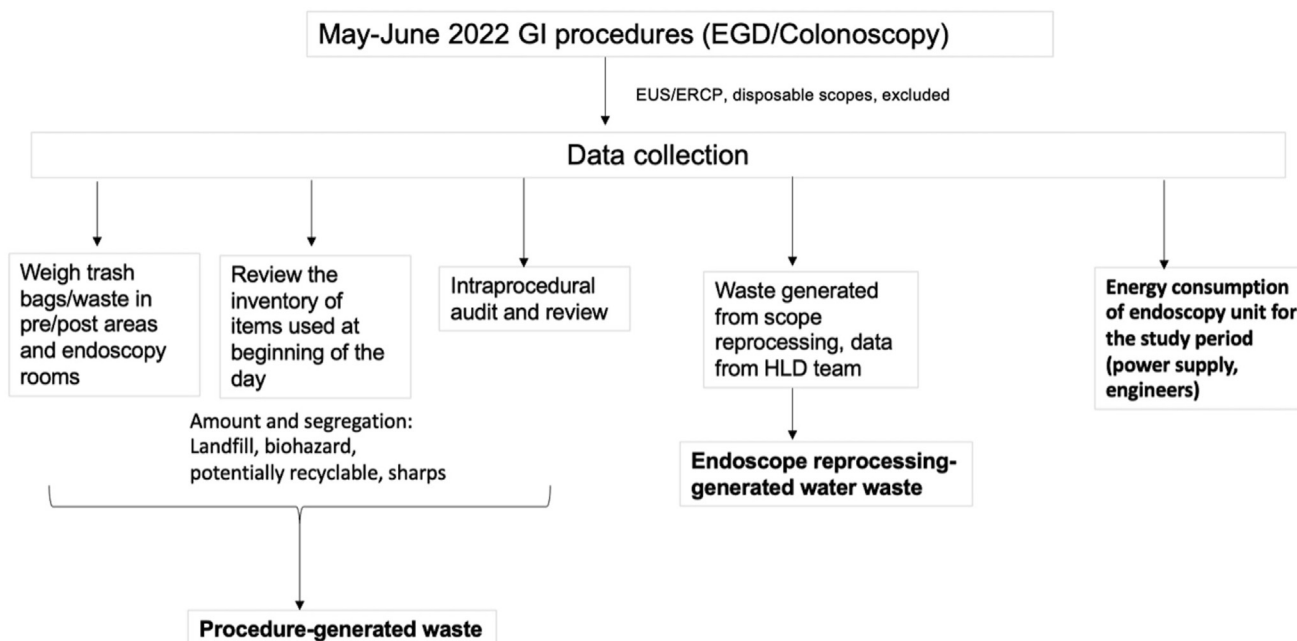 May-June 2022 GI procedures (EGD/Colonoscopy)
EUS/ERCP, disposable scopes, excluded
Data collection
Weigh trash
bags/waste in
pre/post areas
and endoscopy
rooms
Review the
inventory of
items used at
beginning of the
day
Intraprocedural
audit and review
Waste generated
from scope
reprocessing, data
from HLD team
Energy consumption
of endoscopy unit for
the study period
(power supply,
engineers)
Amount and segregation:
Landfill, biohazard,
potentially recyclable, sharps
Endoscope reprocessing-
generated water waste
Procedure-generated waste